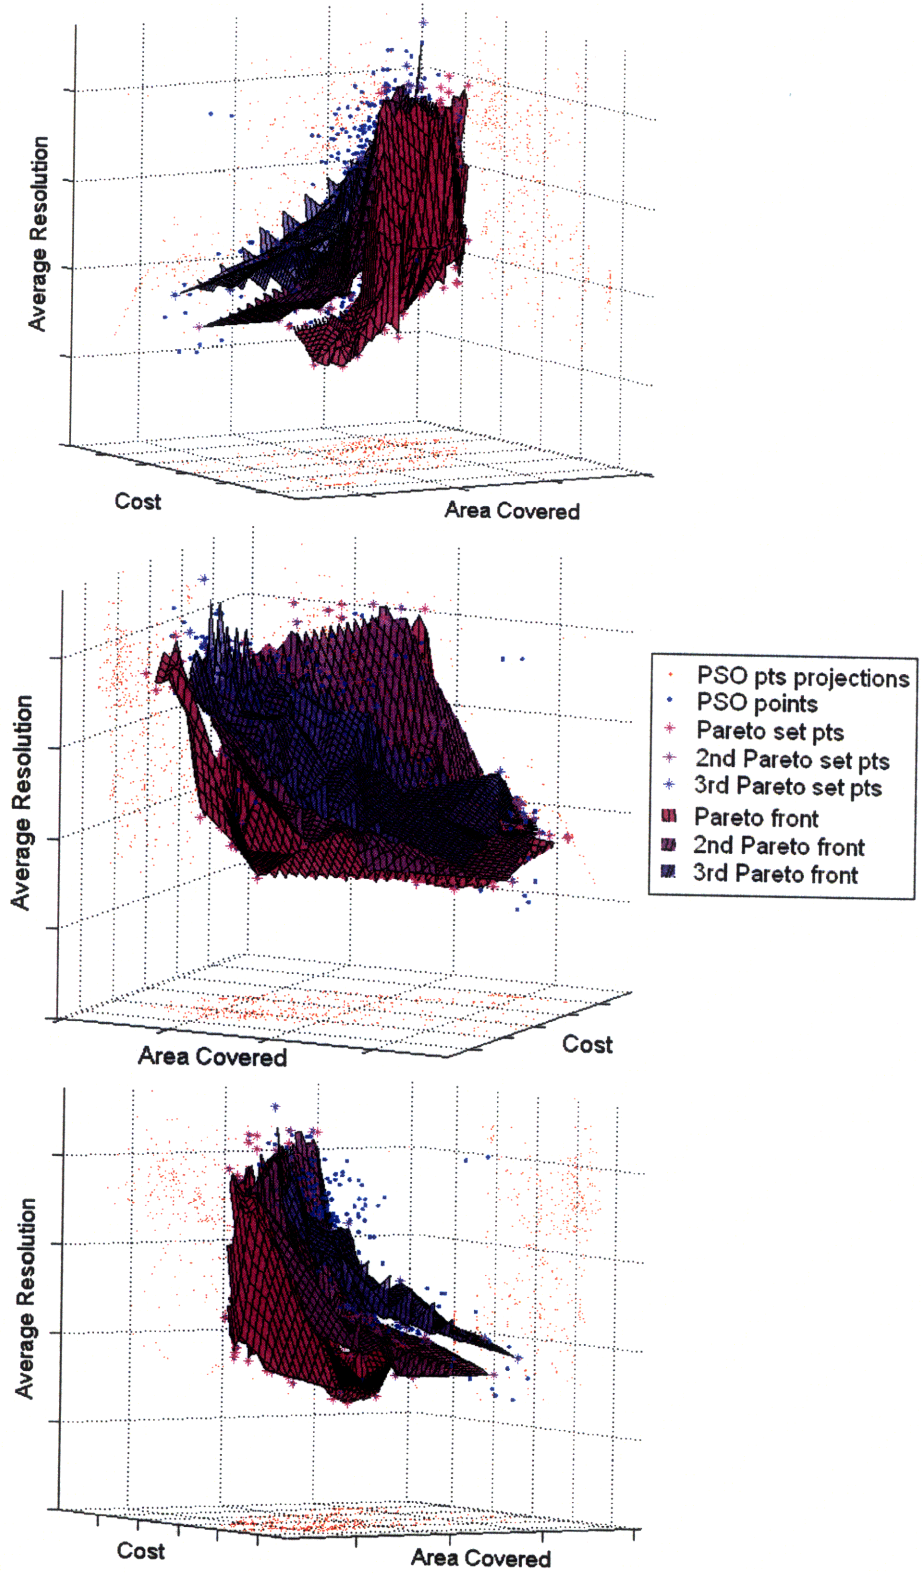 Average Resolution
Cost
Area Covered
Average Resolution
Area Covered
Cost
PSO pts projections
PSO points
Pareto set pts
2nd Pareto set pts
3rd Pareto set pts
Pareto front
2nd Pareto front
3rd Pareto front
Average Resolution
Cost
Area Covered